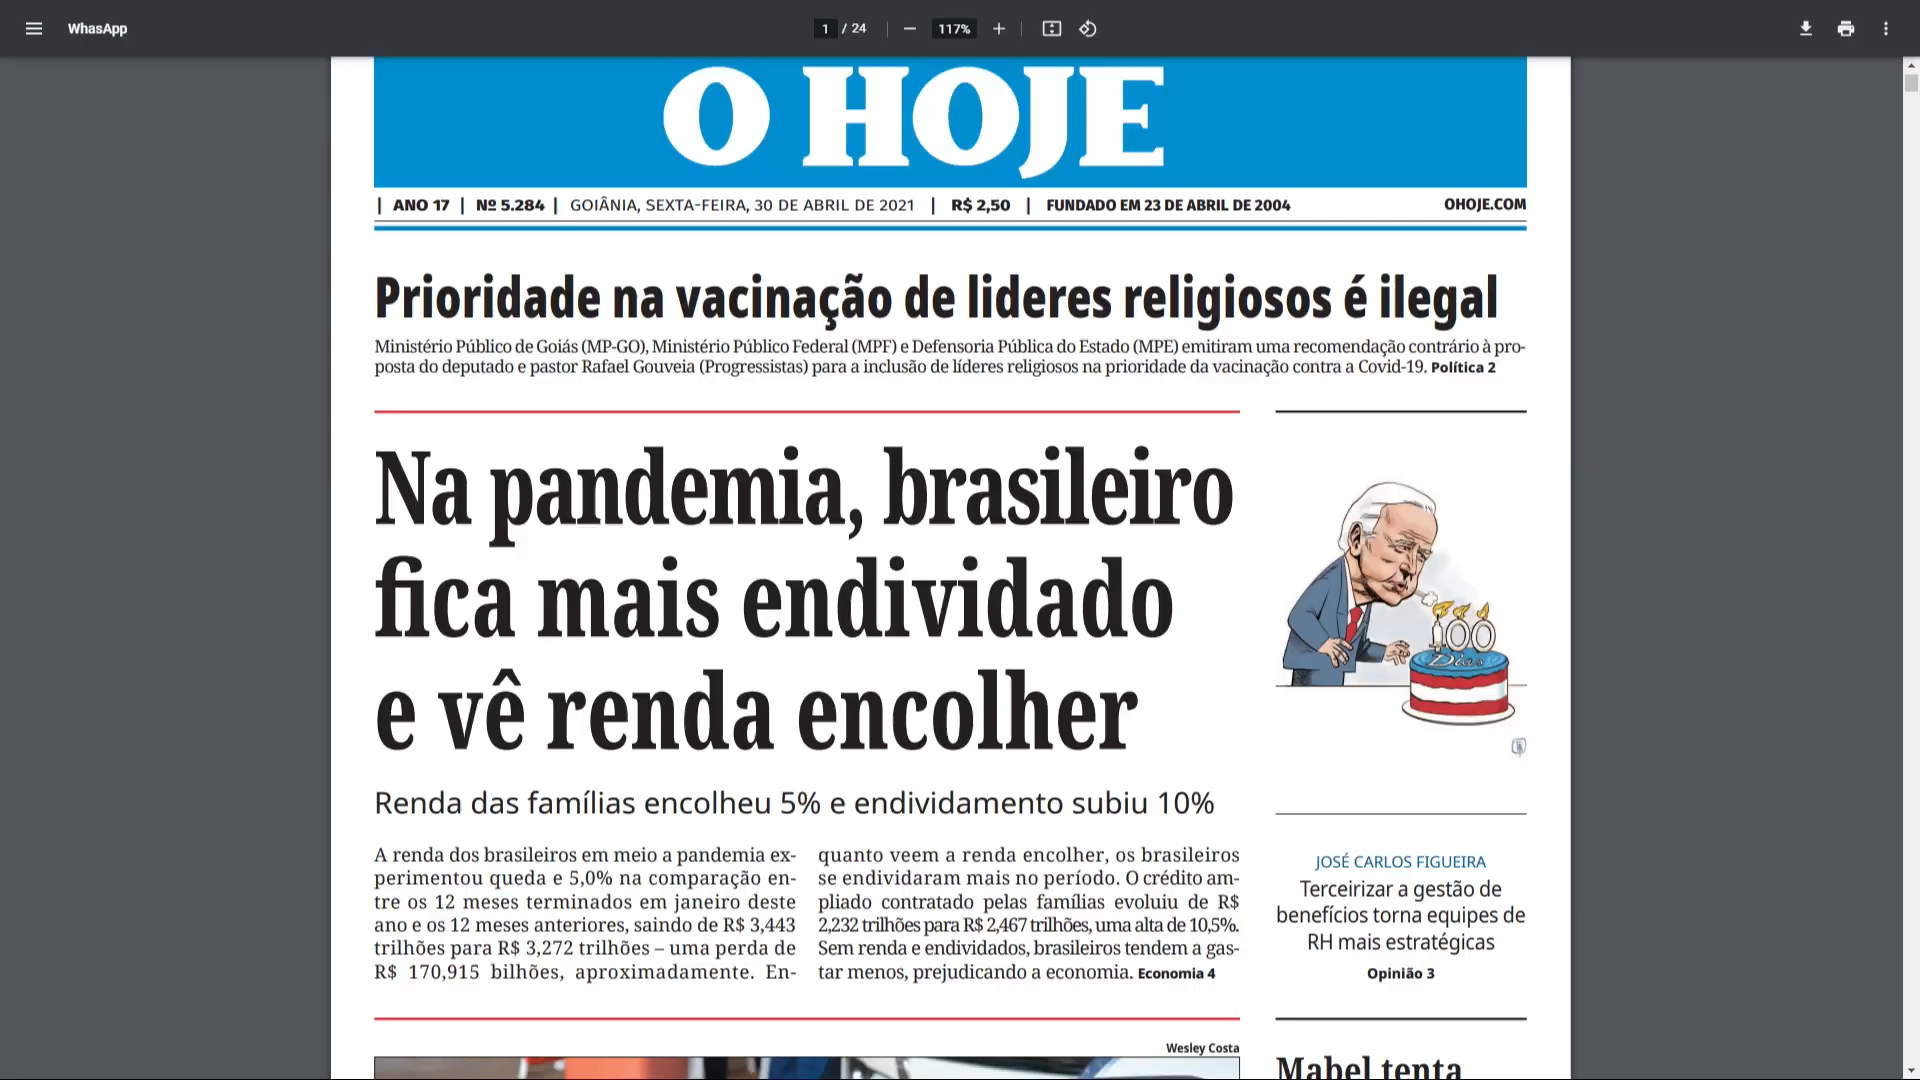 WhasApp
1 / 24
117%
O HOJE
| ANO 17 | Nº 5.284 | GOIÂNIA, SEXTA-FEIRA, 30 DE ABRIL DE 2021 | R$ 2,50 | FUNDADO EM 23 DE ABRIL DE 2004
OHOJE.COM
Prioridade na vacinação de lideres religiosos é ilegal
Ministério Público de Goiás (MP-GO), Ministério Público Federal (MPF) e Defensoria Pública do Estado (MPE) emitiram uma recomendação contrário à pro-
posta do deputado e pastor Rafael Gouveia (Progressistas) para a inclusão de líderes religiosos na prioridade da vacinação contra a Covid-19. Política 2
Na pandemia, brasileiro
fica mais endividado
e vê renda encolher
Renda das famílias encolheu 5% e endividamento subiu 10%
A renda dos brasileiros em meio a pandemia ex-
perimentou queda e 5,0% na comparação en-
tre os 12 meses terminados em janeiro deste
ano e os 12 meses anteriores, saindo de R$ 3,443
trilhões para R$ 3,272 trilhões – uma perda de
R$ 170,915 bilhões, aproximadamente. En-
quanto veem a renda encolher, os brasileiros
se endividaram mais no período. O crédito am-
pliado contratado pelas famílias evoluiu de R$
2,232 trilhões para R$ 2,467 trilhões, uma alta de 10,5%.
Sem renda e endividados, brasileiros tendem a gas-
tar menos, prejudicando a economia. Economia 4
100
Dias
JOSÉ CARLOS FIGUEIRA
Terceirizar a gestão de
benefícios torna equipes de
RH mais estratégicas
Opinião 3
Wesley Costa
Mabel tenta